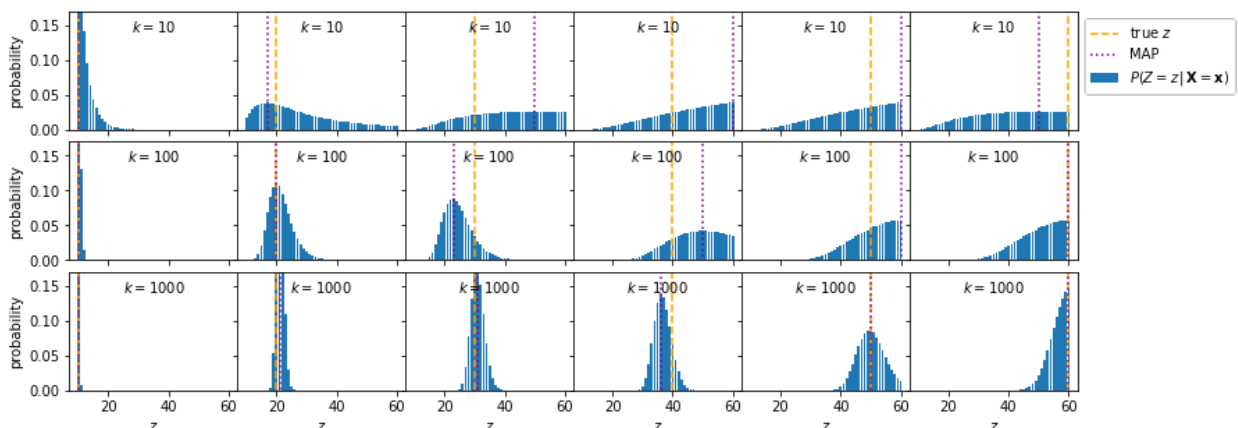 k = 10 k = 10 k = 10 k = 10 k = 10 k = 10
probability
0.15
0.10
0.05
0.00
true z
MAP
P(Z = z | X = x)
k = 100 k = 100 k = 100 k = 100 k = 100 k = 100
probability
0.15
0.10
0.05
0.00
k = 1000 k = 1000 k = 1000 k = 1000 k = 1000 k = 1000
probability
0.15
0.10
0.05
0.00
20 40 60 20 40 60 20 40 60 20 40 60 20 40 60 20 40 60
z z z z z z